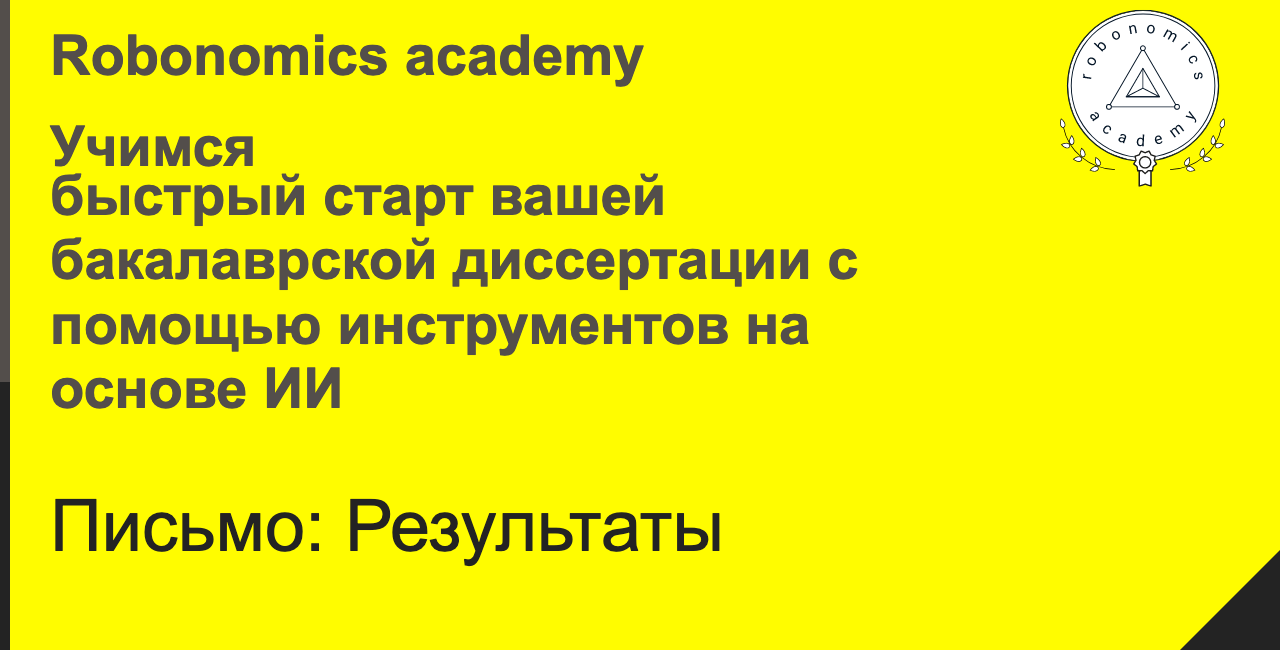 Robonomics academy
robonomics
academy
Учимся
быстрый старт вашей
бакалаврской диссертации с
помощью инструментов на
основе ИИ
Письмо: Результаты